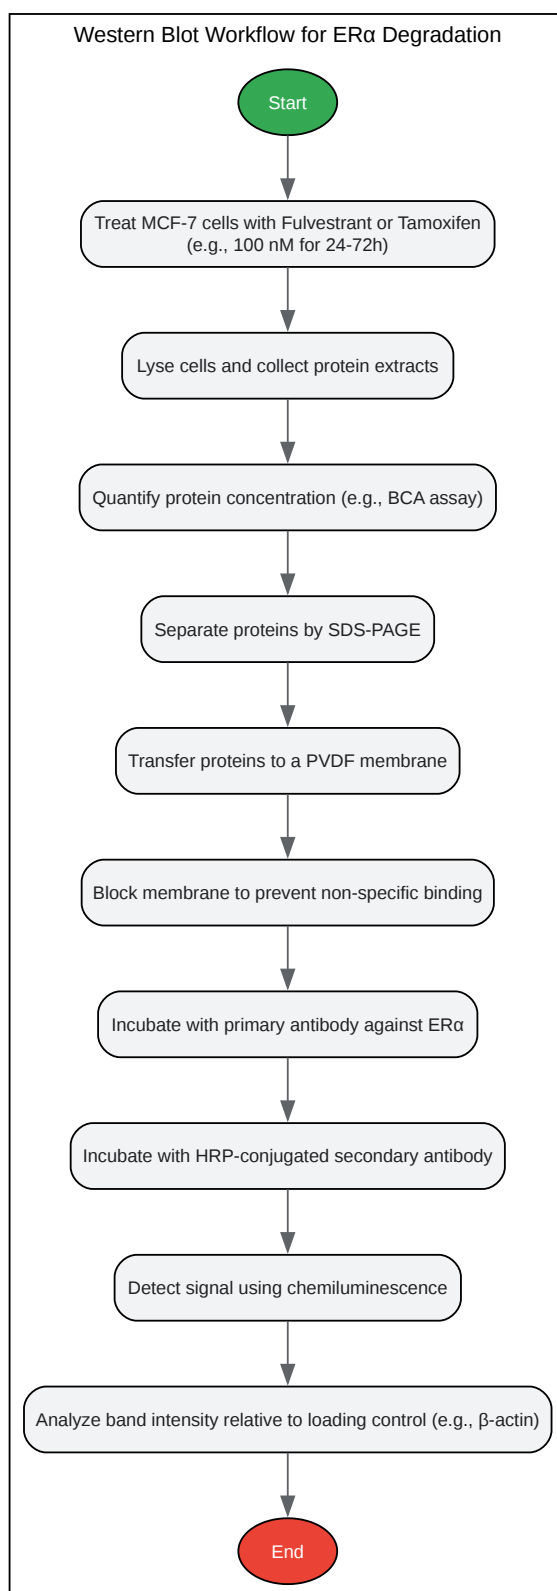 Western Blot Workflow for ERα Degradation
Start
Treat MCF-7 cells with Fulvestrant or Tamoxifen
(e.g., 100 nM for 24-72h)
Lyse cells and collect protein extracts
Quantify protein concentration (e.g., BCA assay)
Separate proteins by SDS-PAGE
Transfer proteins to a PVDF membrane
Block membrane to prevent non-specific binding
Incubate with primary antibody against ERα
Incubate with HRP-conjugated secondary antibody
Detect signal using chemiluminescence
Analyze band intensity relative to loading control (e.g., β-actin)
End